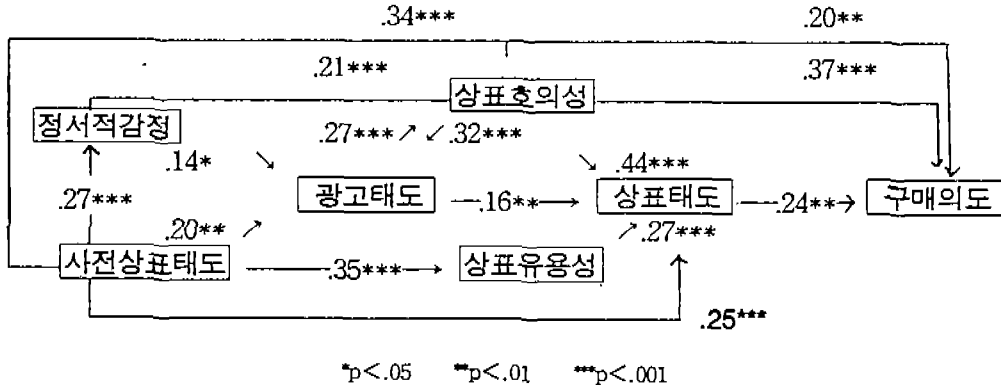 .34*** .20**
.21*** .37***
상표호의성
정서적감정
.27*** ↗ ↙ .32***
.14* ↘ ↘ .44***
광고태도 .16** → 상표태도 .24** → 구매의도
.27***
.20** ↗ ↗ .27***
사전상표태도 .35*** → 상표유용성
.25***
*p<.05 **p<.01 ***p<.001